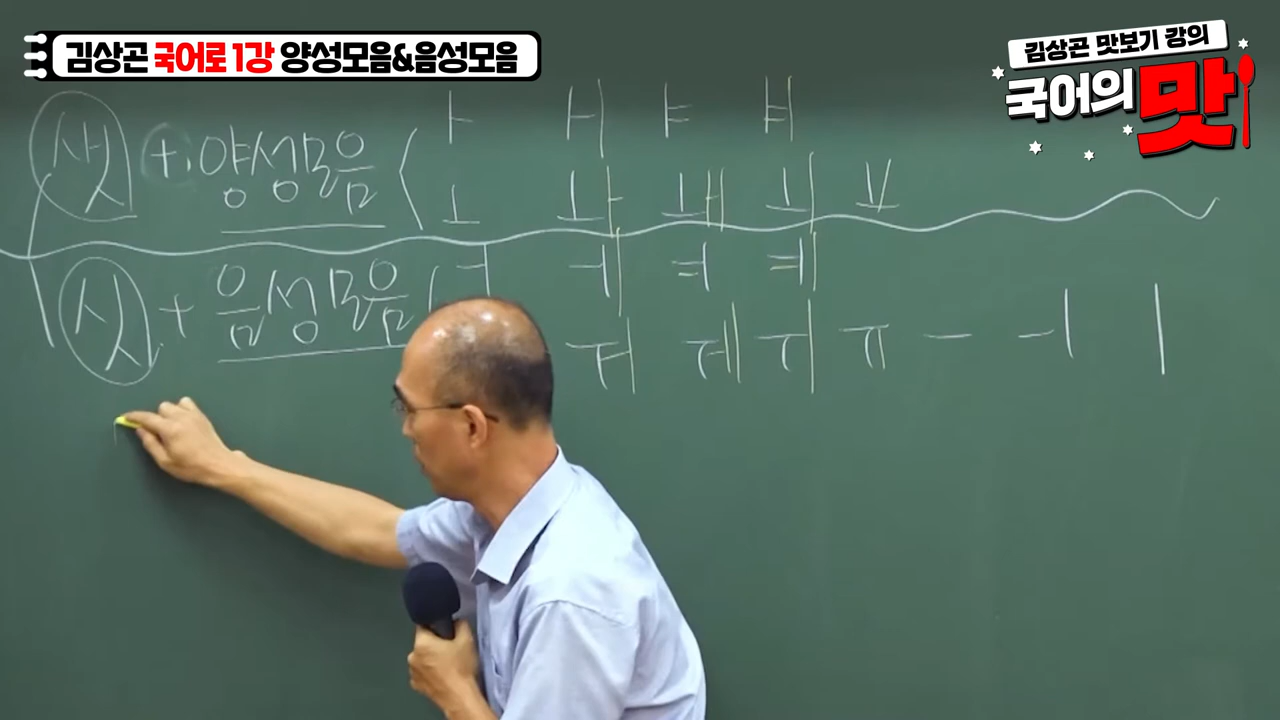 김상곤 국어로 1강 양성모음&음성모음
김상곤 맛보기 강의
국어의 맛
샛 + 양성모음 ( ㅏ ㅐ ㅑ ㅒ
ㅗ ㅘ ㅙ ㅚ ㅛ
싯 + 음성모음 ( ㅓ ㅔ ㅕ ㅖ
ㅝ ㅞ ㅟ ㅠ ㅡ ㅢ ㅣ